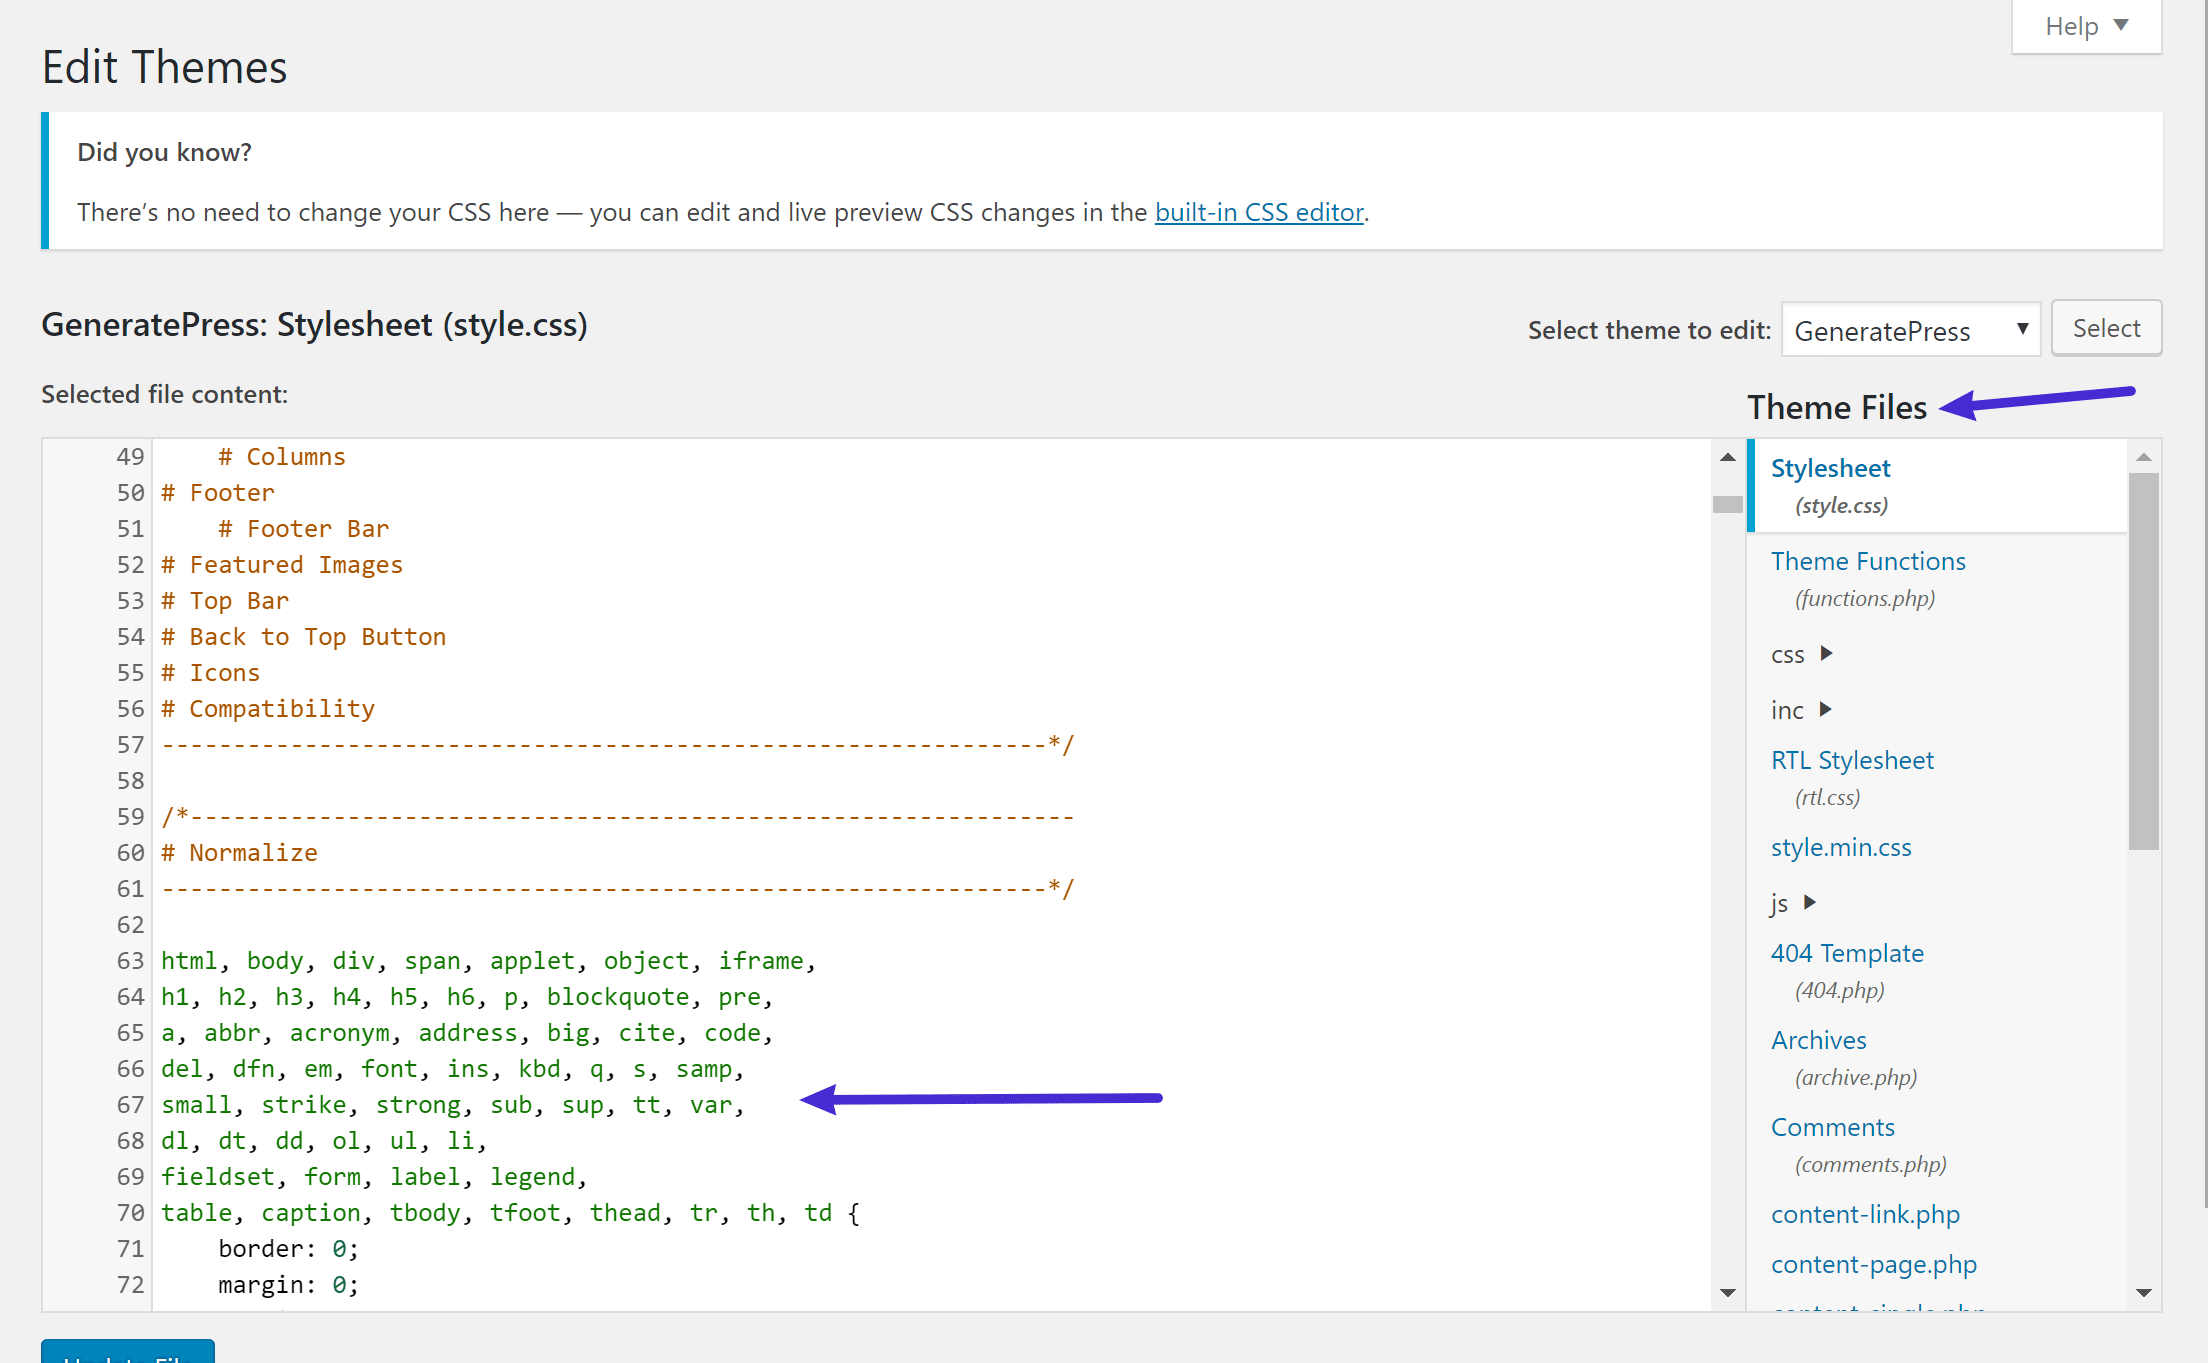 Help
Edit Themes
Did you know?
There’s no need to change your CSS here — you can edit and live preview CSS changes in the built-in CSS editor.
GeneratePress: Stylesheet (style.css)
Select theme to edit: GeneratePress Select
Selected file content:
Theme Files
49 # Columns
50 # Footer
51 # Footer Bar
52 # Featured Images
53 # Top Bar
54 # Back to Top Button
55 # Icons
56 # Compatibility
57 --------------------------------------------------------------*/
58
59 /*--------------------------------------------------------------
60 # Normalize
61 --------------------------------------------------------------*/
62
63 html, body, div, span, applet, object, iframe,
64 h1, h2, h3, h4, h5, h6, p, blockquote, pre,
65 a, abbr, acronym, address, big, cite, code,
66 del, dfn, em, font, ins, kbd, q, s, samp,
67 small, strike, strong, sub, sup, tt, var,
68 dl, dt, dd, ol, ul, li,
69 fieldset, form, label, legend,
70 table, caption, tbody, tfoot, thead, tr, th, td {
71 border: 0;
72 margin: 0;
Stylesheet
(style.css)
Theme Functions
(functions.php)
css
inc
RTL Stylesheet
(rtl.css)
style.min.css
js
404 Template
(404.php)
Archives
(archive.php)
Comments
(comments.php)
content-link.php
content-page.php
content-single.php
Update File